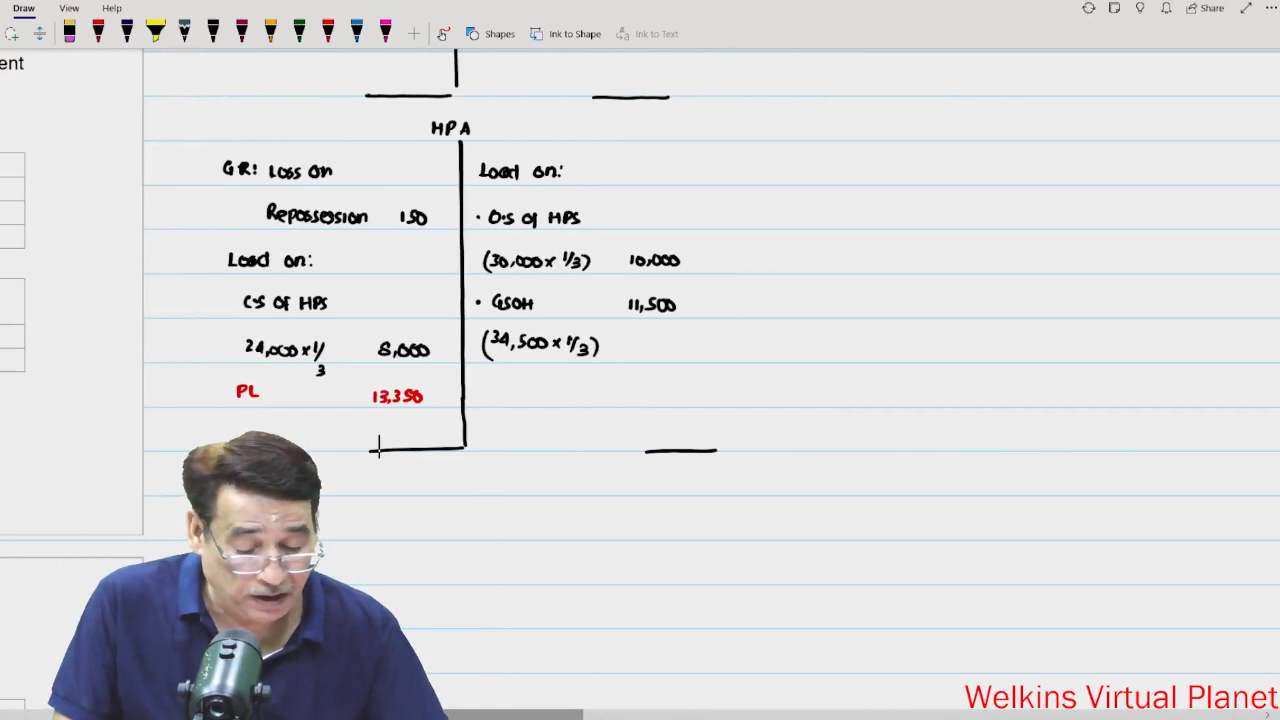 Draw View Help
Share
Shapes Ink to Shape Ink to Text
ent
HPA
GR: Loss on
Repossession 150
Load on:
C·S OF HPS
24,000 x 1/3 8,000
PL 13,350
Load on:
· O·S of HPS
(30,000 x 1/3) 10,000
· GSOH 11,500
(34,500 x 1/3)
Welkins Virtual Planet